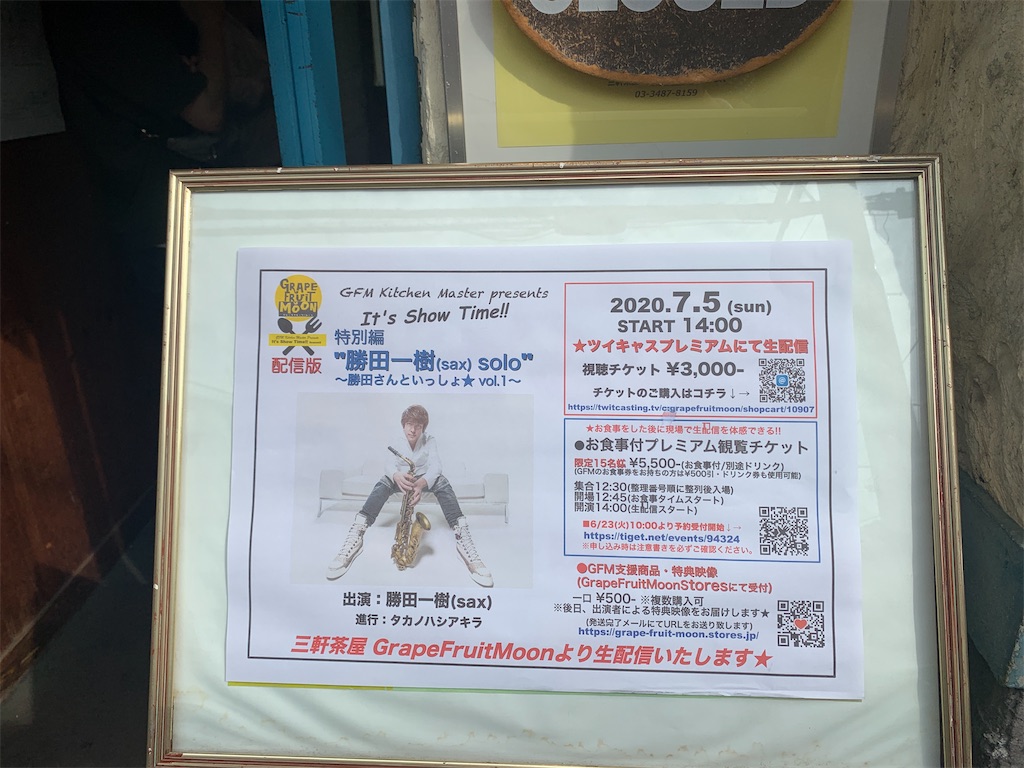 CLOSED
03-3487-8159
GRAPE
FRUIT
MOON
It's Show Time!!
配信版
GFM Kitchen Master presents
It's Show Time!!
特別編
"勝田一樹(sax) solo"
～勝田さんといっしょ★ vol.1～
出演：勝田一樹(sax)
進行：タカノハシアキラ
2020.7.5 (sun)
START 14:00
★ツイキャスプレミアムにて生配信
視聴チケット ¥3,000-
チケットのご購入はコチラ↓→
https://twitcasting.tv/c:grapefruitmoon/shopcart/10907
★お食事をした後に現場で生配信を体感できる!!
●お食事付プレミアム観覧チケット
限定15名様 ¥5,500-(お食事付/別途ドリンク)
(GFMのお食事券をお持ちの方は¥500引・ドリンク券も使用可能)
集合12:30(整理番号順に整列後入場)
開場12:45(お食事タイムスタート)
開演14:00(生配信スタート)
■6/23(火)10:00より予約受付開始↓→
https://tiget.net/events/94324
※申し込み時は注意書きを必ずご確認ください。
●GFM支援商品・特典映像
(GrapeFruitMoonStoresにて受付)
一口 ¥500- ※複数購入可
※後日、出演者による特典映像をお届けします★
(発送完了メールにてURLをお送り致します)
https://grape-fruit-moon.stores.jp/
三軒茶屋 GrapeFruitMoonより生配信いたします★